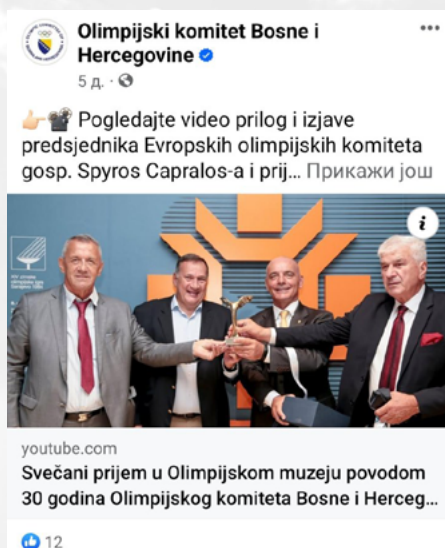 Olimpijski komitet Bosne i
Hercegovine
5 д.
👉🏻📽 Pogledajte video prilog i izjave
predsjednika Evropskih olimpijskih komiteta
gosp. Spyros Capralos-a i prij... Прикажи још
i
youtube.com
Svečani prijem u Olimpijskom muzeju povodom
30 godina Olimpijskog komiteta Bosne i Herceg...
12